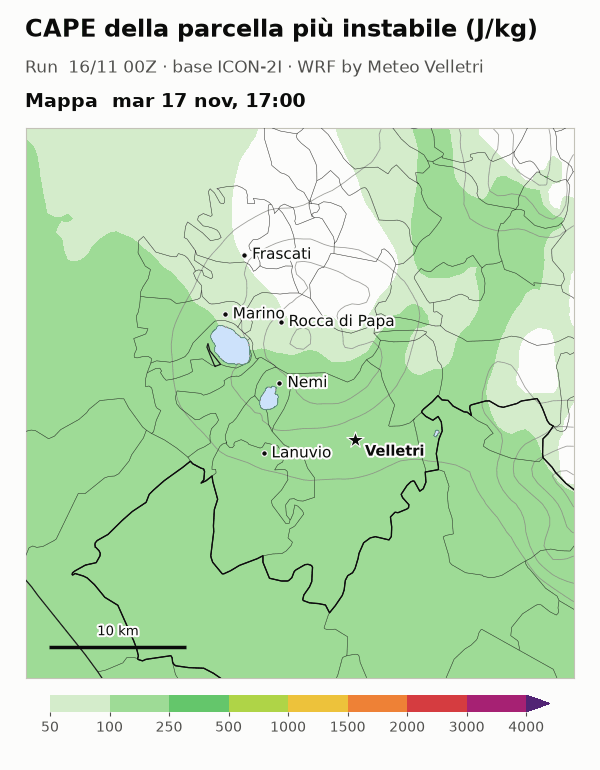 CAPE della parcella più instabile (J/kg)
Run  16/11 00Z · base ICON-2I · WRF by Meteo Velletri
Mappa  mar 17 nov, 17:00
Frascati
Marino
Rocca di Papa
Nemi
Velletri
Lanuvio
10 km
50 100 250 500 1000 1500 2000 3000 4000